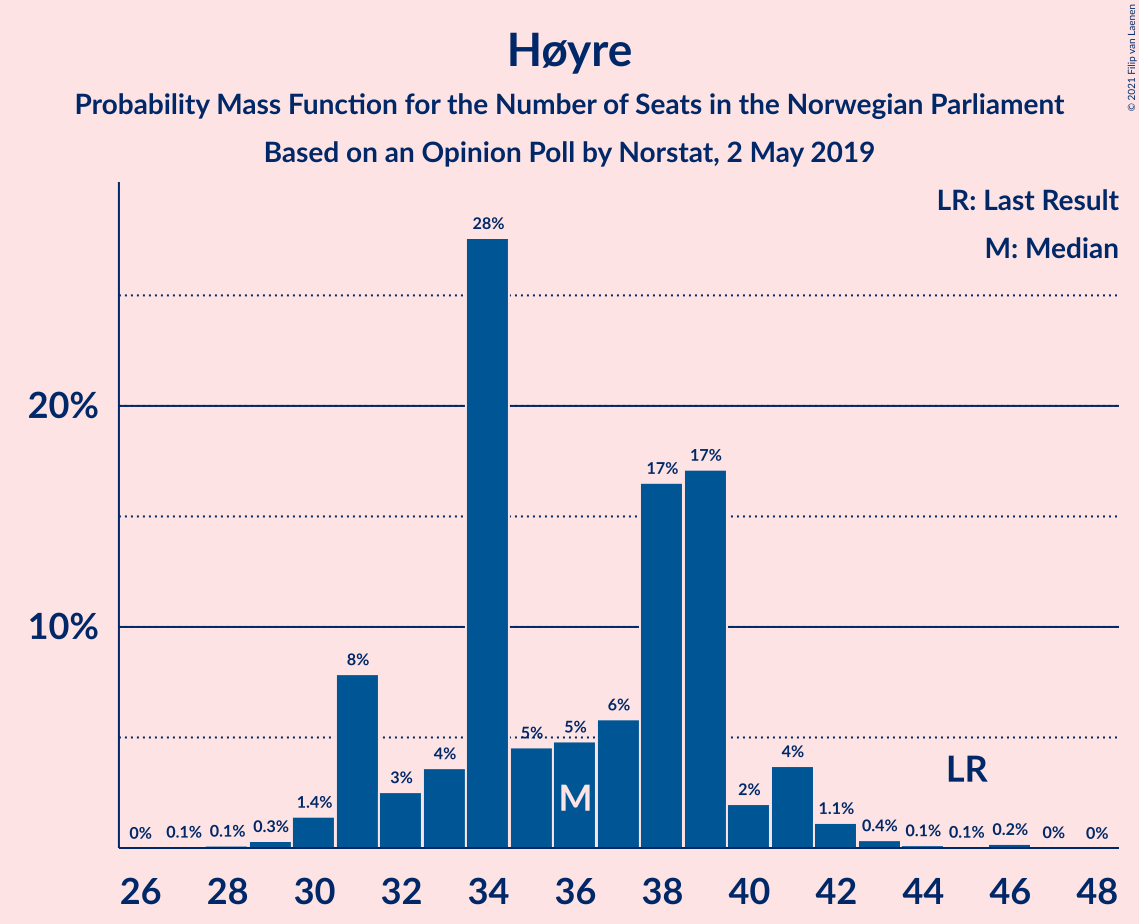 © 2021 Filip van Laenen
Høyre
Probability Mass Function for the Number of Seats in the Norwegian Parliament
Based on an Opinion Poll by Norstat, 2 May 2019
LR: Last Result
M: Median
20%
10%
0% 0.1% 0.1% 0.3% 1.4% 8% 3% 4% 28% 5% 5% 6% 17% 17% 2% 4% 1.1% 0.4% 0.1% 0.1% 0.2% 0% 0%
M
LR
26 28 30 32 34 36 38 40 42 44 46 48